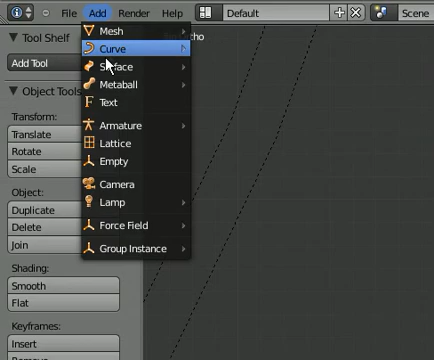 File Add Render Help Default Scene
Tool Shelf
Add Tool
Object Tools
Transform:
Translate
Rotate
Scale
Object:
Duplicate
Delete
Join
Shading:
Smooth
Flat
Keyframes:
Insert
Mesh
Curve
Surface
Metaball
Text
Armature
Lattice
Empty
Camera
Lamp
Force Field
Group Instance